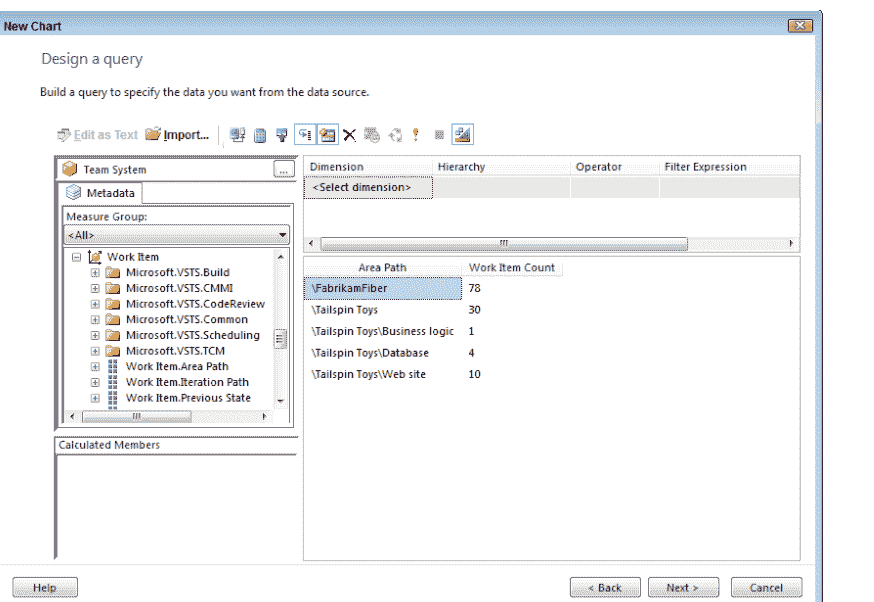 New Chart
Design a query
Build a query to specify the data you want from the data source.
Edit as Text Import...
Team System ...
Metadata
Measure Group:
<All>
Work Item
Microsoft.VSTS.Build
Microsoft.VSTS.CMMI
Microsoft.VSTS.CodeReview
Microsoft.VSTS.Common
Microsoft.VSTS.Scheduling
Microsoft.VSTS.TCM
Work Item.Area Path
Work Item.Iteration Path
Work Item.Previous State
Calculated Members
Dimension Hierarchy Operator Filter Expression
<Select dimension>
Area Path Work Item Count
\FabrikamFiber 78
\Tailspin Toys 30
\Tailspin Toys\Business logic 1
\Tailspin Toys\Database 4
\Tailspin Toys\Web site 10
Help < Back Next > Cancel